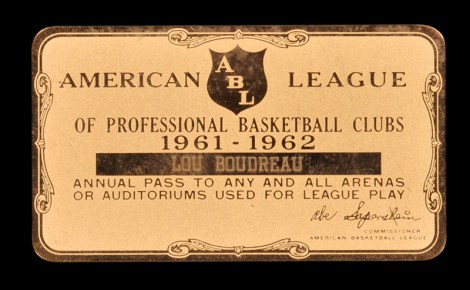 AMERICAN ABL LEAGUE
OF PROFESSIONAL BASKETBALL CLUBS
1961 - 1962
LOU BOUDREAU
ANNUAL PASS TO ANY AND ALL ARENAS
OR AUDITORIUMS USED FOR LEAGUE PLAY
Abe Saperstein
COMMISSIONER
AMERICAN BASKETBALL LEAGUE